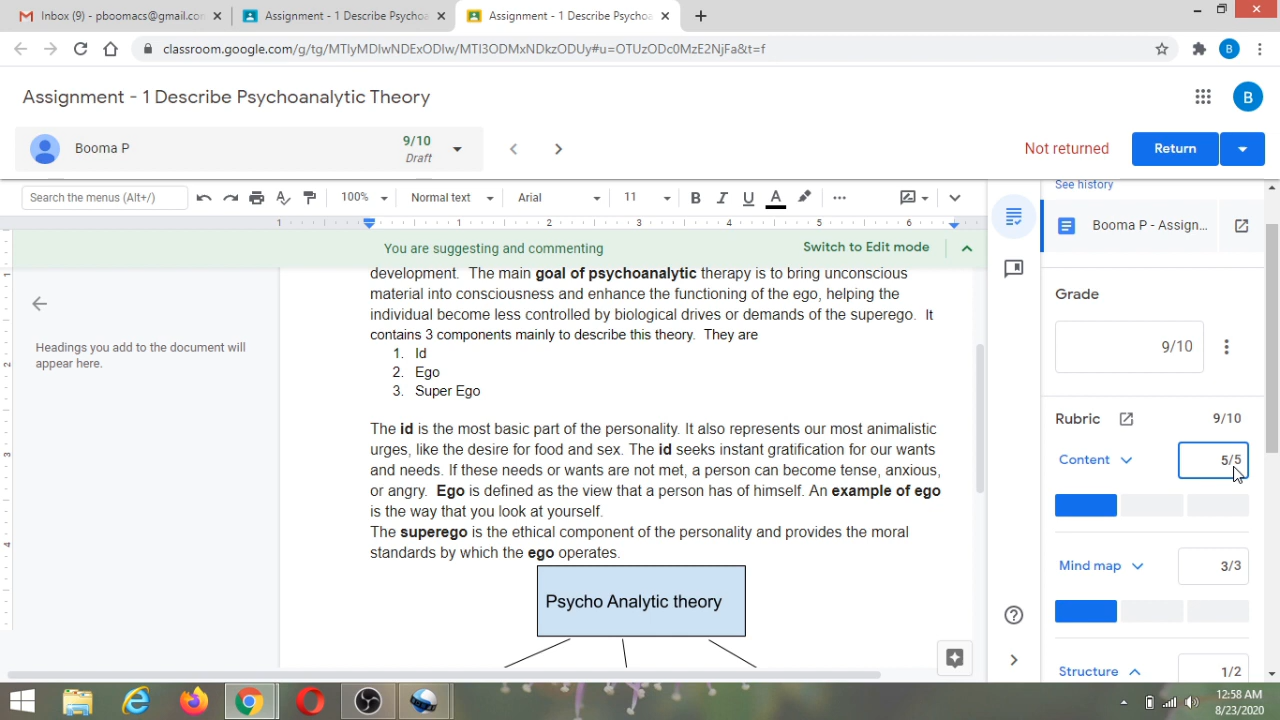 Inbox (9) - pboomacs@gmail.co
Assignment - 1 Describe Psychoa
Assignment - 1 Describe Psychoa
classroom.google.com/g/tg/MTIyMDIwNDExODIw/MTI3ODMxNDkzODUy#u=OTUzODc0MzE2NjFa&t=f
B
Assignment - 1 Describe Psychoanalytic Theory
B
Booma P
9/10
Draft
Not returned
Return
Search the menus (Alt+/)
100%
Normal text
Arial
11
B I U A
See history
1 1 2 3 4 5 6
You are suggesting and commenting
Switch to Edit mode
Booma P - Assign...
Headings you add to the document will
appear here.
development. The main goal of psychoanalytic therapy is to bring unconscious
material into consciousness and enhance the functioning of the ego, helping the
individual become less controlled by biological drives or demands of the superego. It
contains 3 components mainly to describe this theory. They are
1. Id
2. Ego
3. Super Ego
The id is the most basic part of the personality. It also represents our most animalistic
urges, like the desire for food and sex. The id seeks instant gratification for our wants
and needs. If these needs or wants are not met, a person can become tense, anxious,
or angry. Ego is defined as the view that a person has of himself. An example of ego
is the way that you look at yourself.
The superego is the ethical component of the personality and provides the moral
standards by which the ego operates.
Psycho Analytic theory
1
2
3
4
Grade
9/10
Rubric
9/10
Content
5/5
Mind map
3/3
Structure
1/2
12:58 AM
8/23/2020